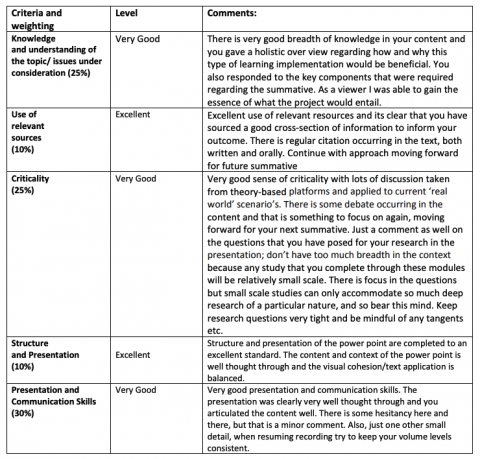 Criteria and weighting
Level
Comments:
Knowledge
and understanding of
the topic/ issues under
consideration (25%)
Very Good
There is very good breadth of knowledge in your content and
you gave a holistic over view regarding how and why this
type of learning implementation would be beneficial. You
also responded to the key components that were required
regarding the summative. As a viewer I was able to gain the
essence of what the project would entail.
Use of
relevant
sources
(10%)
Excellent
Excellent use of relevant resources and its clear that you have
sourced a good cross-section of information to inform your
outcome. There is regular citation occurring in the text, both
written and orally. Continue with approach moving forward
for future summative
Criticality
(25%)
Very Good
Very good sense of criticality with lots of discussion taken
from theory-based platforms and applied to current ‘real
world’ scenario’s. There is some debate occurring in the
content and that is something to focus on again, moving
forward for your next summative. Just a comment as well on
the questions that you have posed for your research in the
presentation; don’t have too much breadth in the context
because any study that you complete through these modules
will be relatively small scale. There is focus in the questions
but small scale studies can only accommodate so much deep
research of a particular nature, and so bear this mind. Keep
research questions very tight and be mindful of any tangents
etc.
Structure
and Presentation
(10%)
Excellent
Structure and presentation of the power point are completed to an
excellent standard. The content and context of the power point is
well thought through and the visual cohesion/text application is
balanced.
Presentation and
Communication Skills
(30%)
Very Good
Very good presentation and communication skills. The
presentation was clearly very well thought through and you
articulated the content well. There is some hesitancy here and
there, but that is a minor comment. Also, just one other small
detail, when resuming recording try to keep your volume levels
consistent.